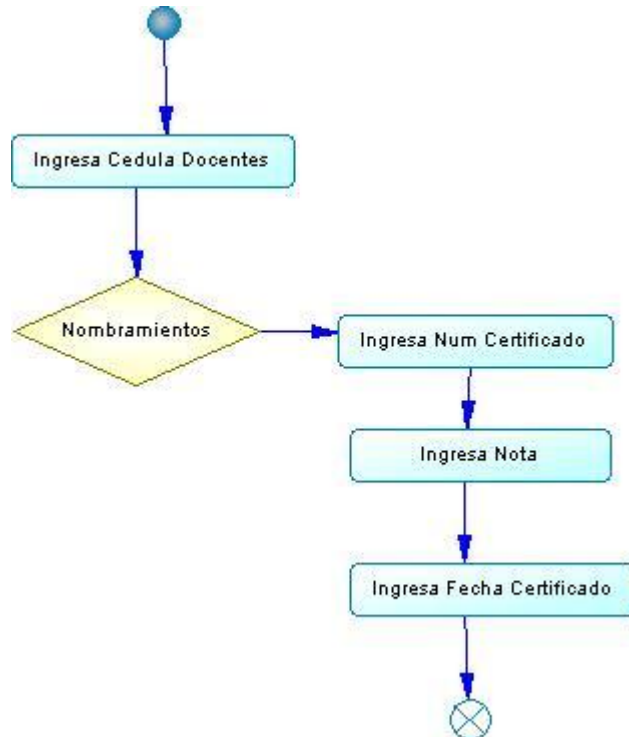 Ingresa Cedula Docentes
Nombramientos
Ingresa Num Certificado
Ingresa Nota
Ingresa Fecha Certificado